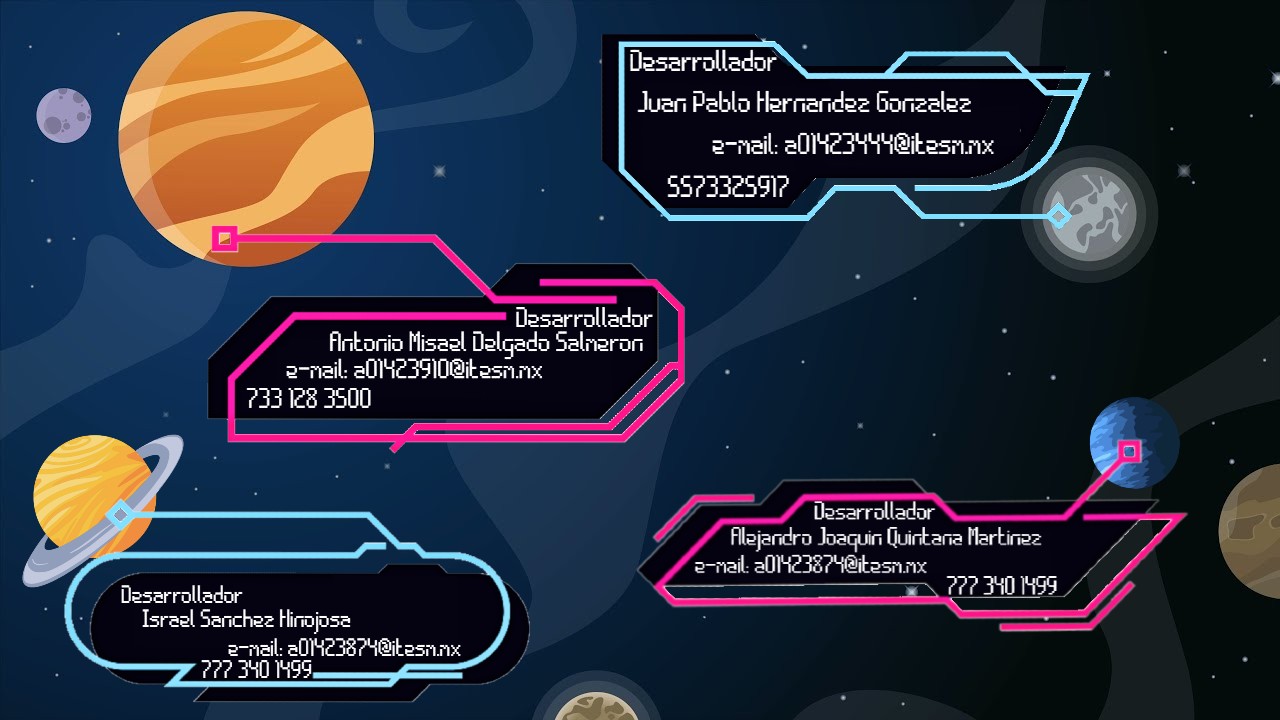 Desarrollador
Juan Pablo Hernandez Gonzalez
e-mail: a01423444@itesm.mx
5573325917
Desarrollador
Antonio Misael Delgado Salmeron
e-mail: a01423910@itesm.mx
733 128 3500
Desarrollador
Alejandro Joaquin Quintana Martinez
e-mail: a01423874@itesm.mx
777 340 1499
Desarrollador
Israel Sanchez Hinojosa
e-mail: a01423874@itesm.mx
777 340 1499